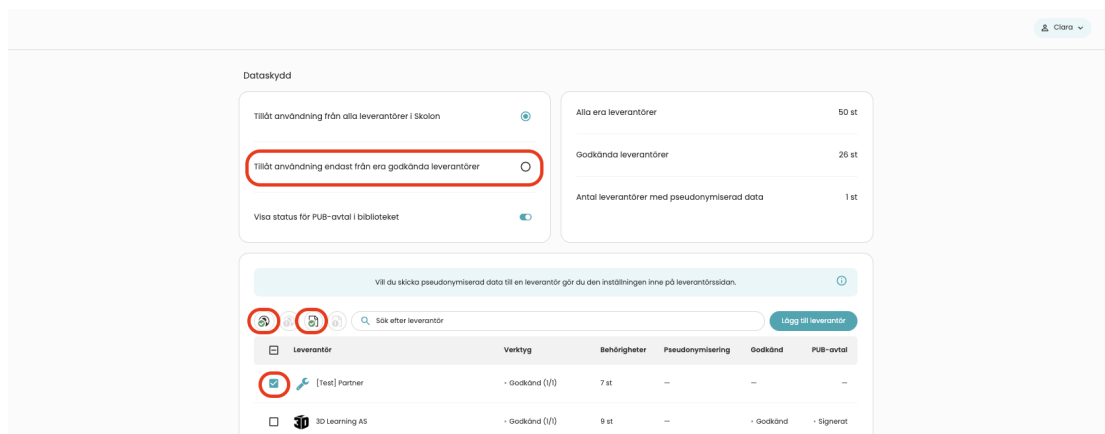 Clara
Dataskydd
Tillåt användning från alla leverantörer i Skolon
Tillåt användning endast från era godkända leverantörer
Visa status för PUB-avtal i biblioteket
Alla era leverantörer 50 st
Godkända leverantörer 26 st
Antal leverantörer med pseudonymiserad data 1 st
Vill du skicka pseudonymiserad data till en leverantör gör du den inställningen inne på leverantörssidan.
Sök efter leverantör
Lägg till leverantör
Leverantör Verktyg Behörigheter Pseudonymisering Godkänd PUB-avtal
[Test] Partner • Godkänd (1/1) 7 st — — —
3D Learning AS • Godkänd (1/1) 9 st — • Godkänd • Signerat